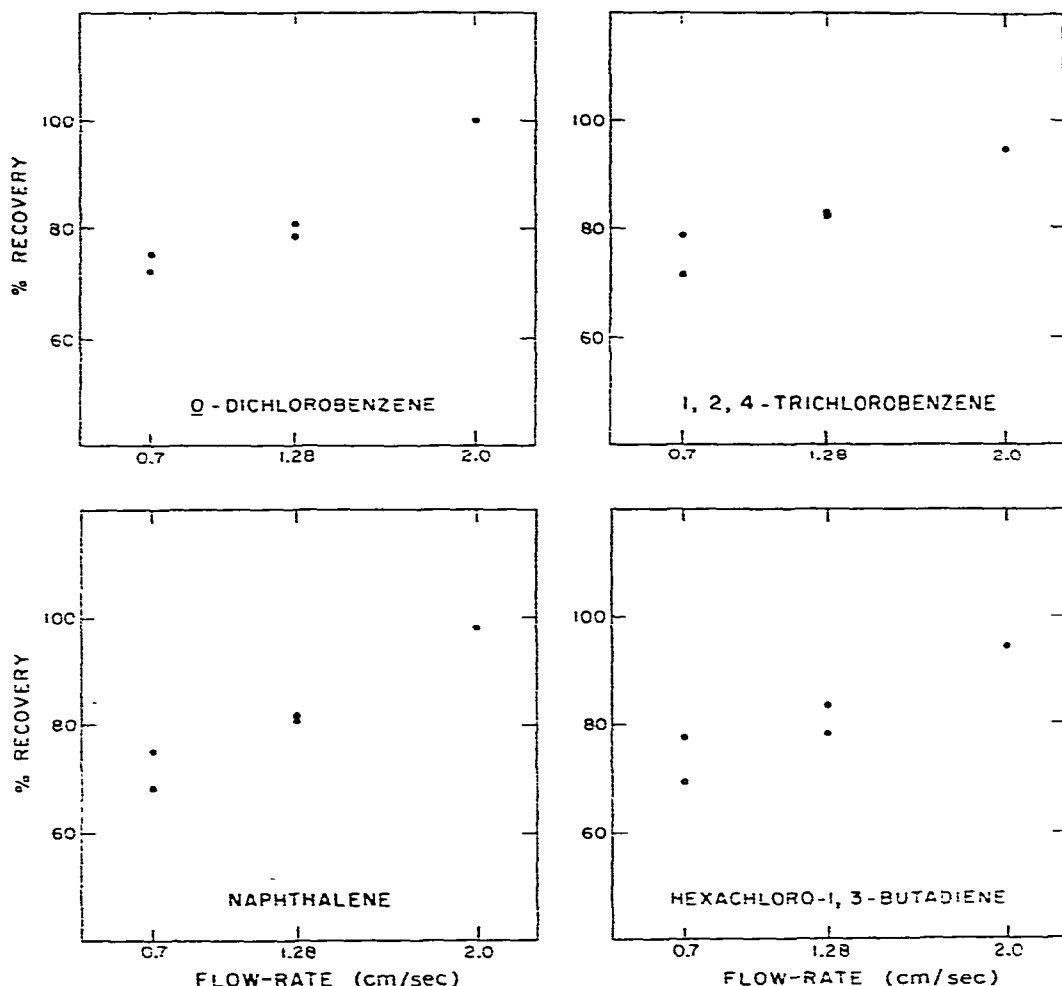 % RECOVERY
100
80
60
O - DICHLOROBENZENE
0.7 1.28 2.0
100
80
60
1, 2, 4 - TRICHLOROBENZENE
0.7 1.28 2.0
% RECOVERY
100
80
60
NAPHTHALENE
0.7 1.28 2.0
FLOW-RATE (cm/sec)
100
80
60
HEXACHLORO-1, 3-BUTADIENE
0.7 1.28 2.0
FLOW-RATE (cm/sec)